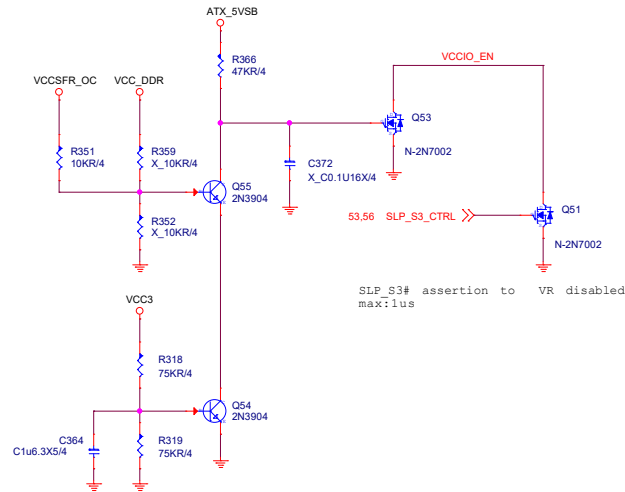 ATX_5VSB
R366
47KR/4
VCCIO_EN
VCCSFR_OC
VCC_DDR
Q53
N-2N7002
R351
10KR/4
R359
X_10KR/4
C372
X_C0.1U16X/4
Q55
2N3904
R352
X_10KR/4
53,56 SLP_S3_CTRL
Q51
N-2N7002
SLP_S3# assertion to VR disabled
max:1us
VCC3
R318
75KR/4
Q54
2N3904
C364
C1u6.3X5/4
R319
75KR/4